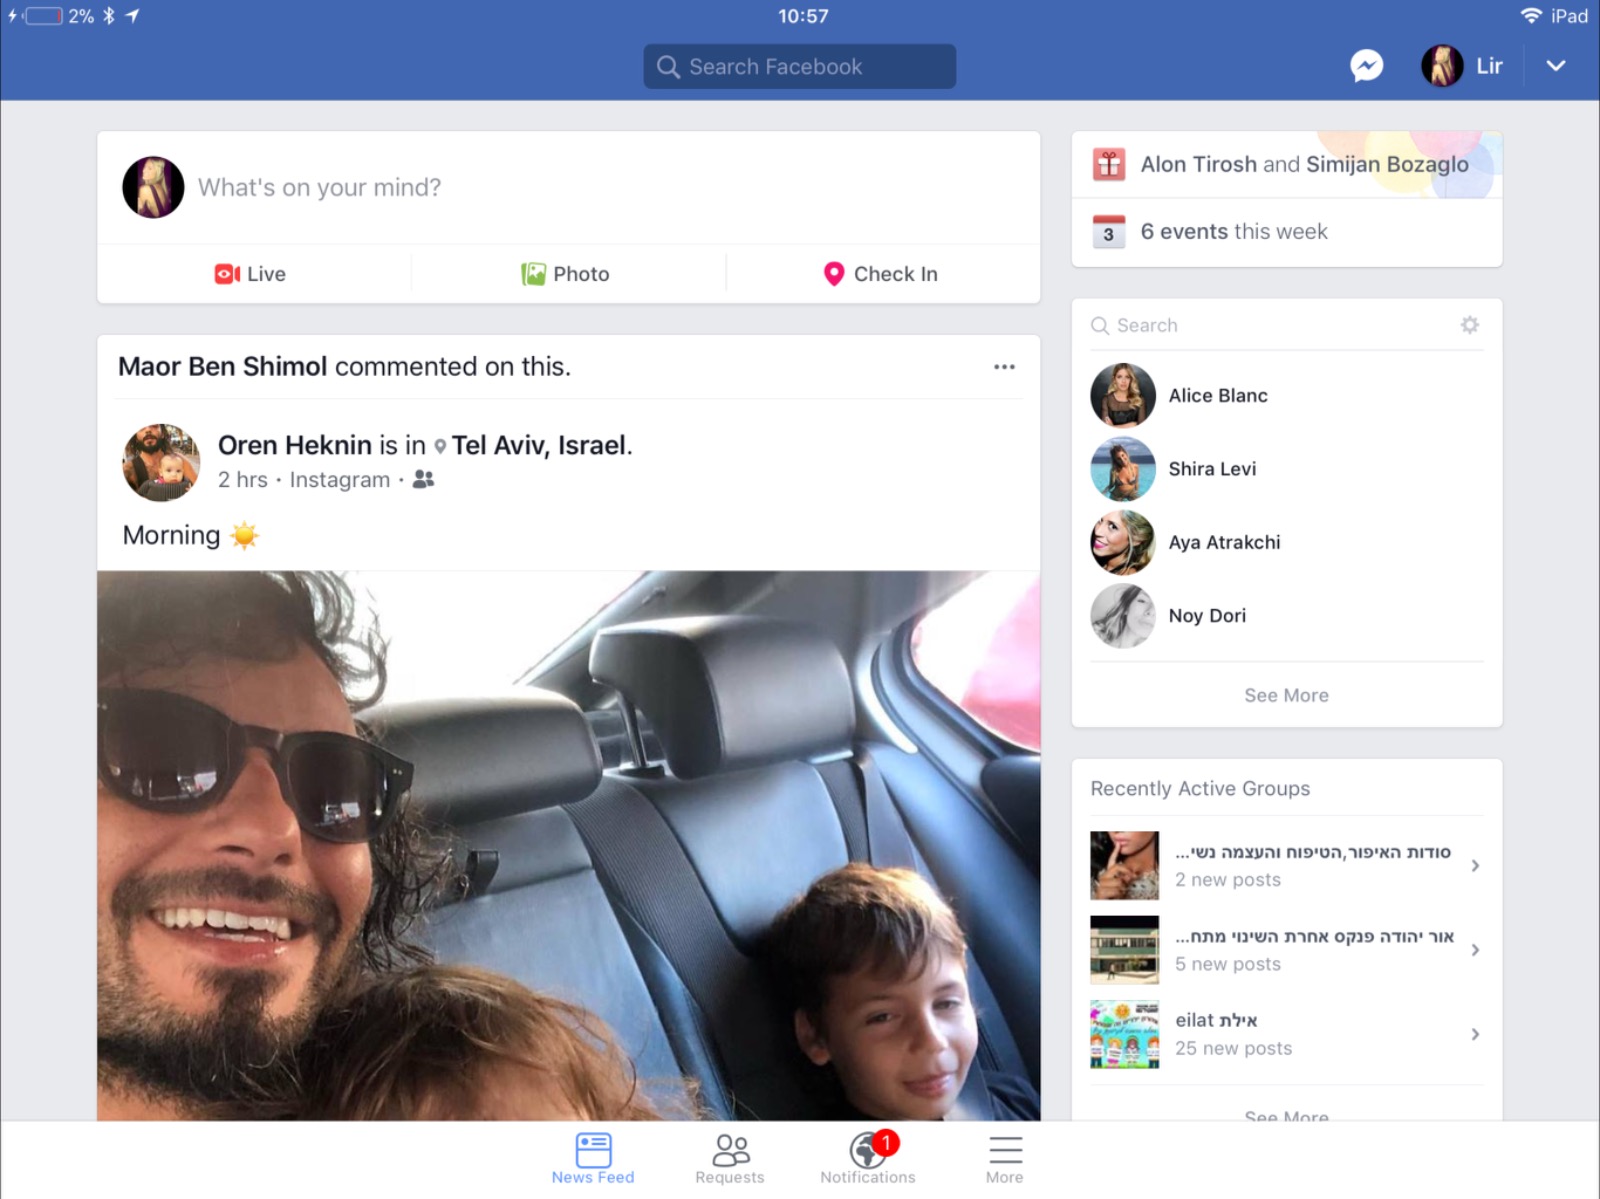 2%
10:57
iPad
Search Facebook
Lir
What's on your mind?
Live
Photo
Check In
Maor Ben Shimol commented on this.
Oren Heknin is in Tel Aviv, Israel.
2 hrs · Instagram ·
Morning ☀️
Alon Tirosh and Simijan Bozaglo
3
6 events this week
Search
Alice Blanc
Shira Levi
Aya Atrakchi
Noy Dori
See More
Recently Active Groups
סודות האיפור,הטיפוח והעצמה נשי...
2 new posts
אור יהודה פנקס אחרת השינוי מתח...
5 new posts
eilat אילת
25 new posts
See More
News Feed
Requests
1
Notifications
More